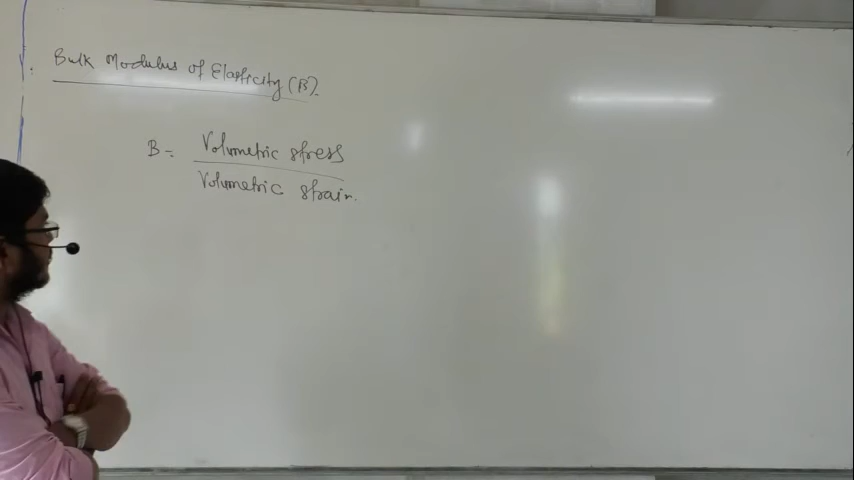 Bulk Modulus of Elasticity (B).
B = Volumetric stress
Volumetric strain.